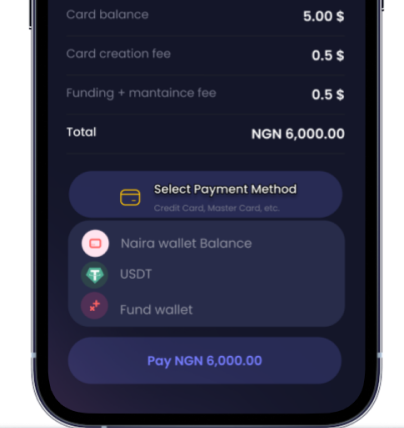 Card balance 5.00 $
Card creation fee 0.5 $
Funding + mantaince fee 0.5 $
Total NGN 6,000.00
Select Payment Method
Credit Card, Master Card, etc.
Naira wallet Balance
USDT
Fund wallet
Pay NGN 6,000.00